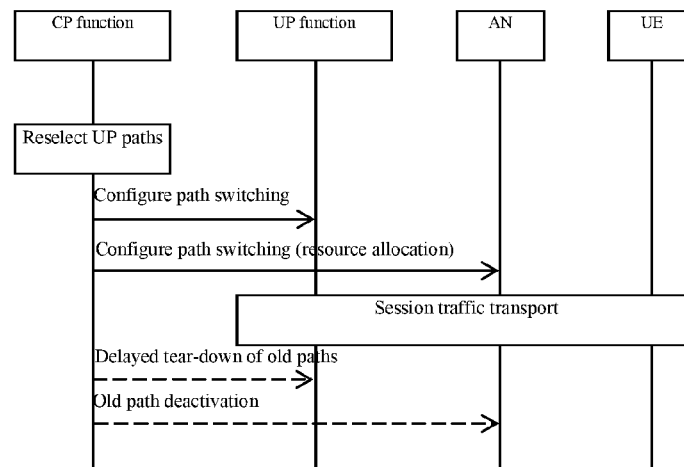 CP function
UP function
AN
UE
Reselect UP paths
Configure path switching
Configure path switching (resource allocation)
Session traffic transport
Delayed tear-down of old paths
Old path deactivation